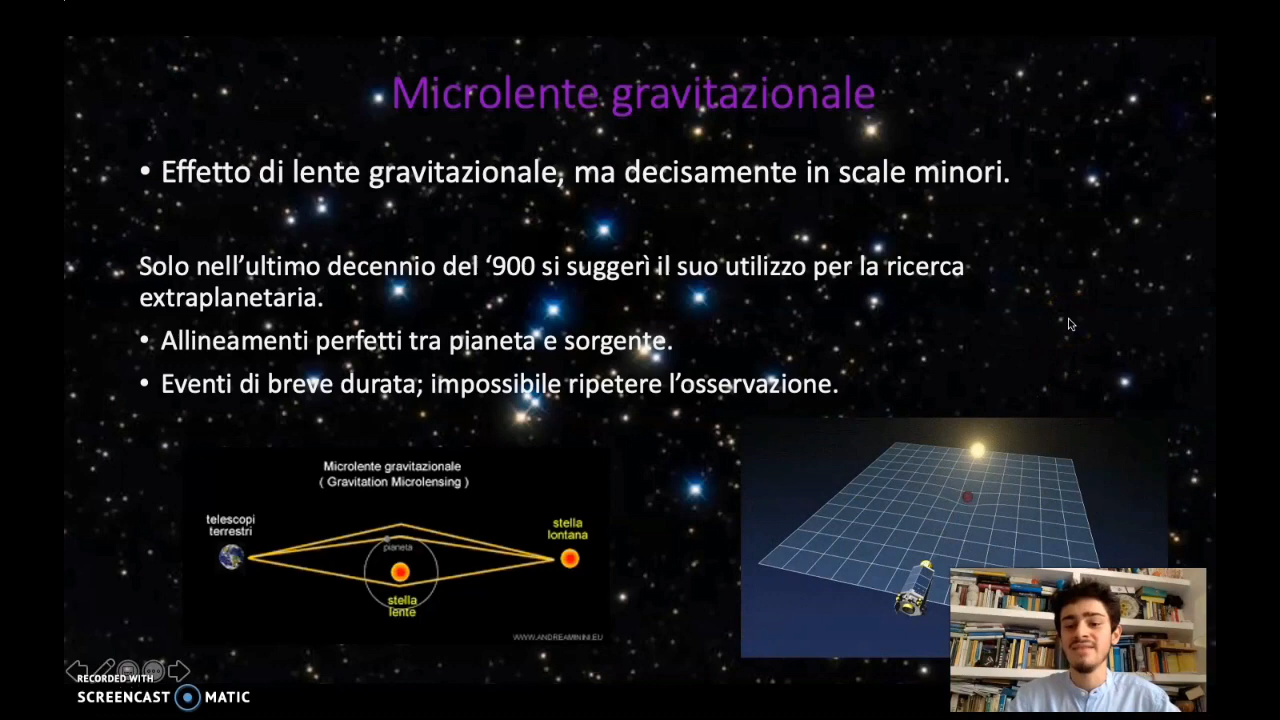 Microlente gravitazionale
• Effetto di lente gravitazionale, ma decisamente in scale minori.
Solo nell'ultimo decennio del ‘900 si suggerì il suo utilizzo per la ricerca
extraplanetaria.
• Allineamenti perfetti tra pianeta e sorgente.
• Eventi di breve durata; impossibile ripetere l'osservazione.
Microlente gravitazionale
( Gravitation Microlensing )
telescopi
terrestri
stella
lontana
pianeta
stella
lente
WWW.ANDREAMININI.EU
RECORDED WITH
SCREENCAST MATIC